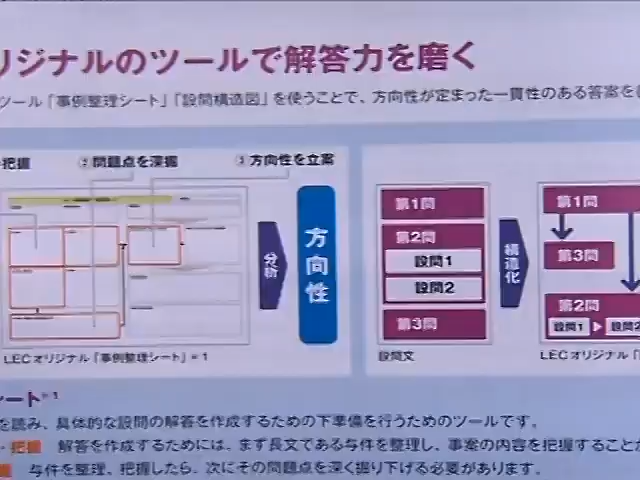 リジナルのツールで解答力を磨く
ツール「事例整理シート」「設問構造図」を使うことで、方向性が定まった一貫性のある答案を
把握
②問題点を深掘
③方向性を立案
分析
方向性
LECオリジナル「事例整理シート」※1
第1問
第2問
設問1
設問2
第3問
設問文
構造化
第1問
第3問
第2問
設問1
設問2
LECオリジナル「
シート※1
を読み、具体的な設問の解答を作成するための下準備を行うためのツールです。
・把握 解答を作成するためには、まず長文である与件を整理し、事案の内容を把握することが
掘 与件を整理、把握したら、次にその問題点を深く掘り下げる必要があります。